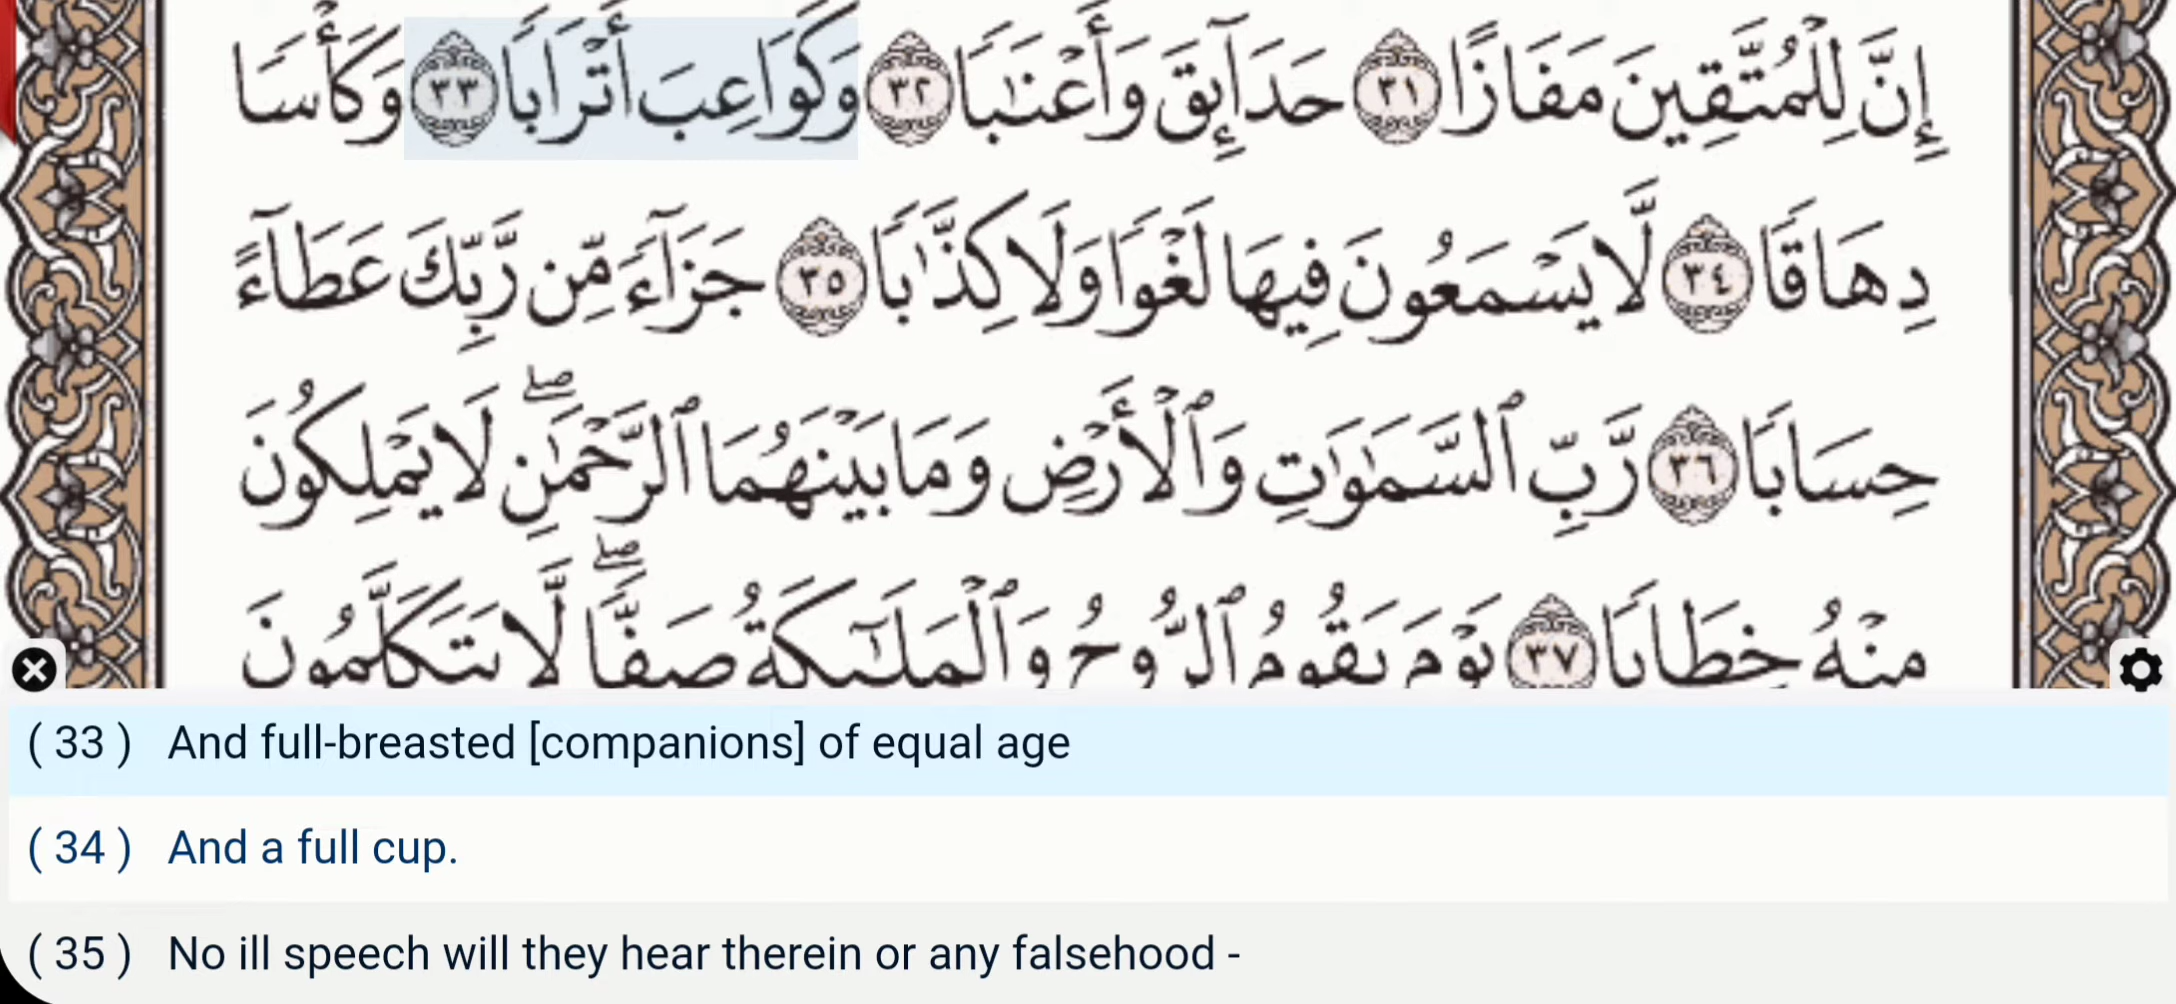 إِنَّ لِلْمُتَّقِينَ مَفَازًا ٣١ حَدَآئِقَ وَأَعْنَٰبًا ٣٢ وَكَوَاعِبَ أَتْرَابًا ٣٣ وَكَأْسًا
دِهَاقًا ٣٤ لَّا يَسْمَعُونَ فِيهَا لَغْوًا وَلَا كِذَّٰبًا ٣٥ جَزَآءً مِّن رَّبِّكَ عَطَآءً
حِسَابًا ٣٦ رَّبِّ ٱلسَّمَٰوَٰتِ وَٱلْأَرْضِ وَمَا بَيْنَهُمَا ٱلرَّحْمَٰنِ ۖ لَا يَمْلِكُونَ
مِنْهُ خِطَابًا ٣٧ يَوْمَ يَقُومُ ٱلرُّوحُ وَٱلْمَلَٰٓئِكَةُ صَفًّا ۖ لَّا يَتَكَلَّمُونَ
( 33 ) And full-breasted [companions] of equal age
( 34 ) And a full cup.
( 35 ) No ill speech will they hear therein or any falsehood -